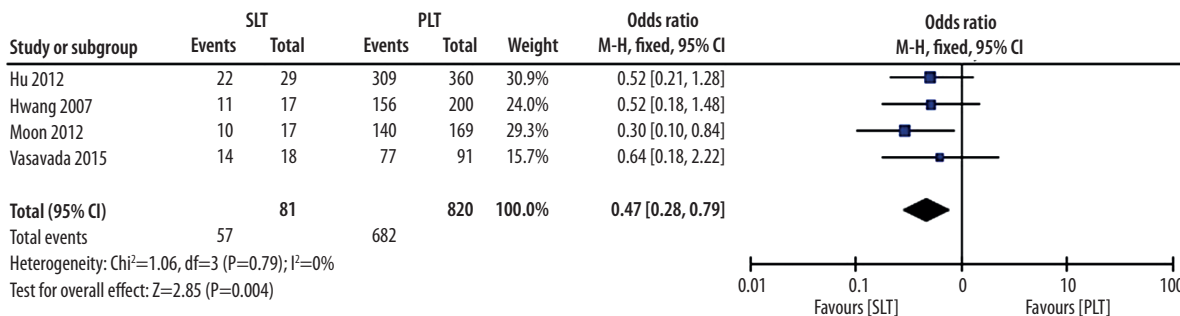 SLT PLT Odds ratio Odds ratio
Study or subgroup Events Total Events Total Weight M-H, fixed, 95% CI M-H, fixed, 95% CI
Hu 2012 22 29 309 360 30.9% 0.52 [0.21, 1.28]
Hwang 2007 11 17 156 200 24.0% 0.52 [0.18, 1.48]
Moon 2012 10 17 140 169 29.3% 0.30 [0.10, 0.84]
Vasavada 2015 14 18 77 91 15.7% 0.64 [0.18, 2.22]
Total (95% CI) 81 820 100.0% 0.47 [0.28, 0.79]
Total events 57 682
Heterogeneity: Chi²=1.06, df=3 (P=0.79); I²=0%
Test for overall effect: Z=2.85 (P=0.004)
0.01 0.1 0 10 100
Favours [SLT] Favours [PLT]